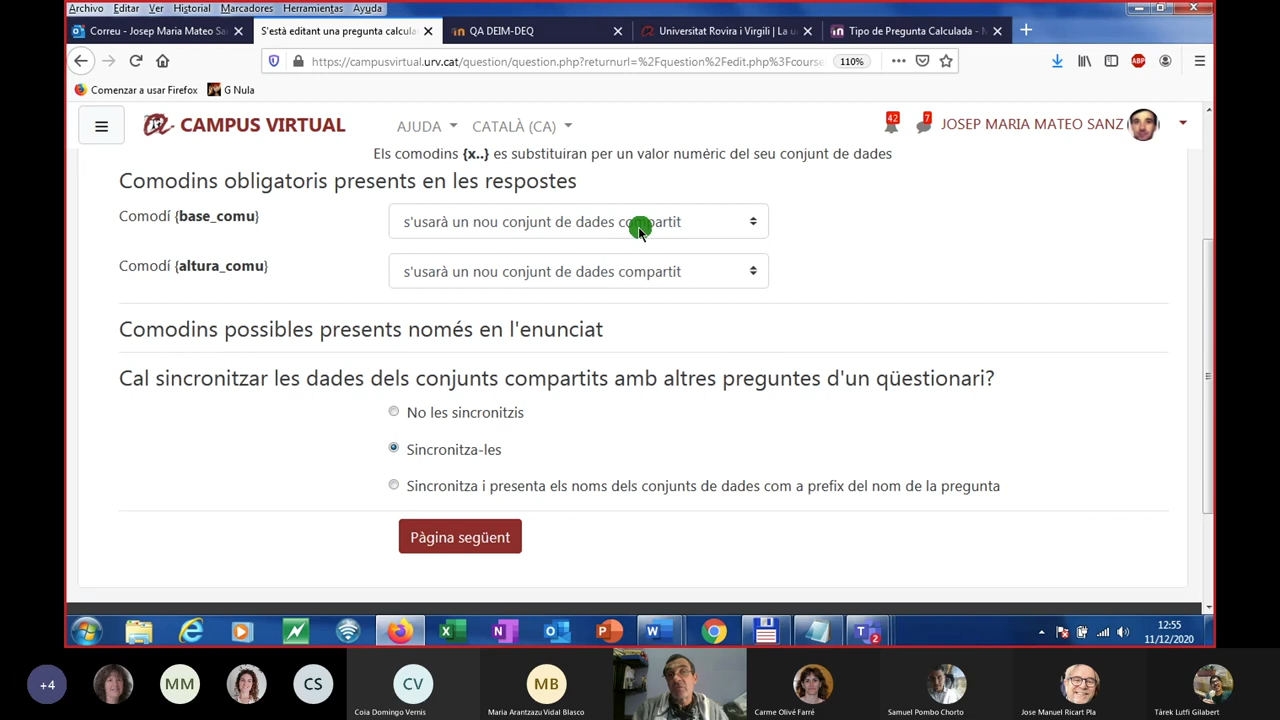 Archivo Editar Ver Historial Marcadores Herramientas Ayuda
Correu - Josep Maria Mateo Sa
S'està editant una pregunta calcula
QA DEIM-DEQ
Universitat Rovira i Virgili | La u
Tipo de Pregunta Calculada - M
https://campusvirtual.urv.cat/question/question.php?returnurl=%2Fquestion%2Fedit.php%3Fcourse
110%
ABP
Comenzar a usar Firefox
G Nula
CAMPUS VIRTUAL
AJUDA
CATALÀ (CA)
42
7
JOSEP MARIA MATEO SANZ
Els comodins {x..} es substituiran per un valor numèric del seu conjunt de dades
Comodins obligatoris presents en les respostes
Comodí {base_comu}
s'usarà un nou conjunt de dades compartit
Comodí {altura_comu}
s'usarà un nou conjunt de dades compartit
Comodins possibles presents només en l'enunciat
Cal sincronitzar les dades dels conjunts compartits amb altres preguntes d'un qüestionari?
No les sincronitzis
Sincronitza-les
Sincronitza i presenta els noms dels conjunts de dades com a prefix del nom de la pregunta
Pàgina següent
12:55
11/12/2020
+4
MM
CS
CV
Coia Domingo Vernis
MB
Maria Arantzazu Vidal Blasco
Carme Olivé Farré
Samuel Pombo Chorto
Jose Manuel Ricart Pla
Tárek Lutfi Gilabert